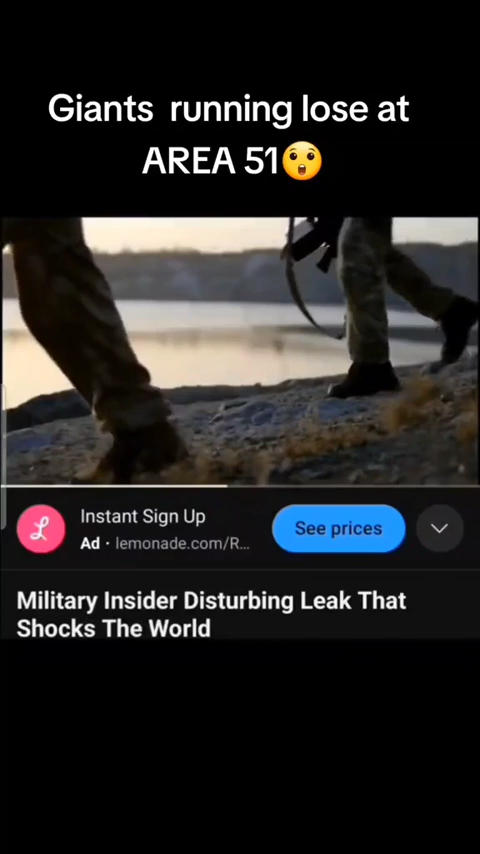 Giants running lose at
AREA 51😲
Instant Sign Up
Ad · lemonade.com/R...
See prices
Military Insider Disturbing Leak That
Shocks The World